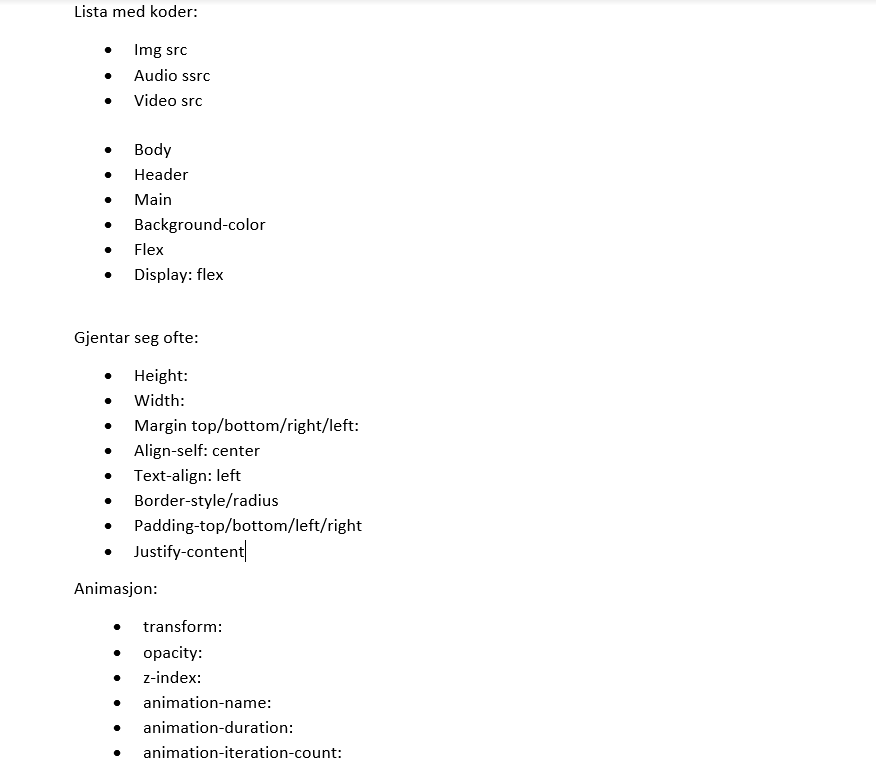 Lista med koder:
• Img src
• Audio ssrc
• Video src
• Body
• Header
• Main
• Background-color
• Flex
• Display: flex
Gjentar seg ofte:
• Height:
• Width:
• Margin top/bottom/right/left:
• Align-self: center
• Text-align: left
• Border-style/radius
• Padding-top/bottom/left/right
• Justify-content
Animasjon:
• transform:
• opacity:
• z-index:
• animation-name:
• animation-duration:
• animation-iteration-count: